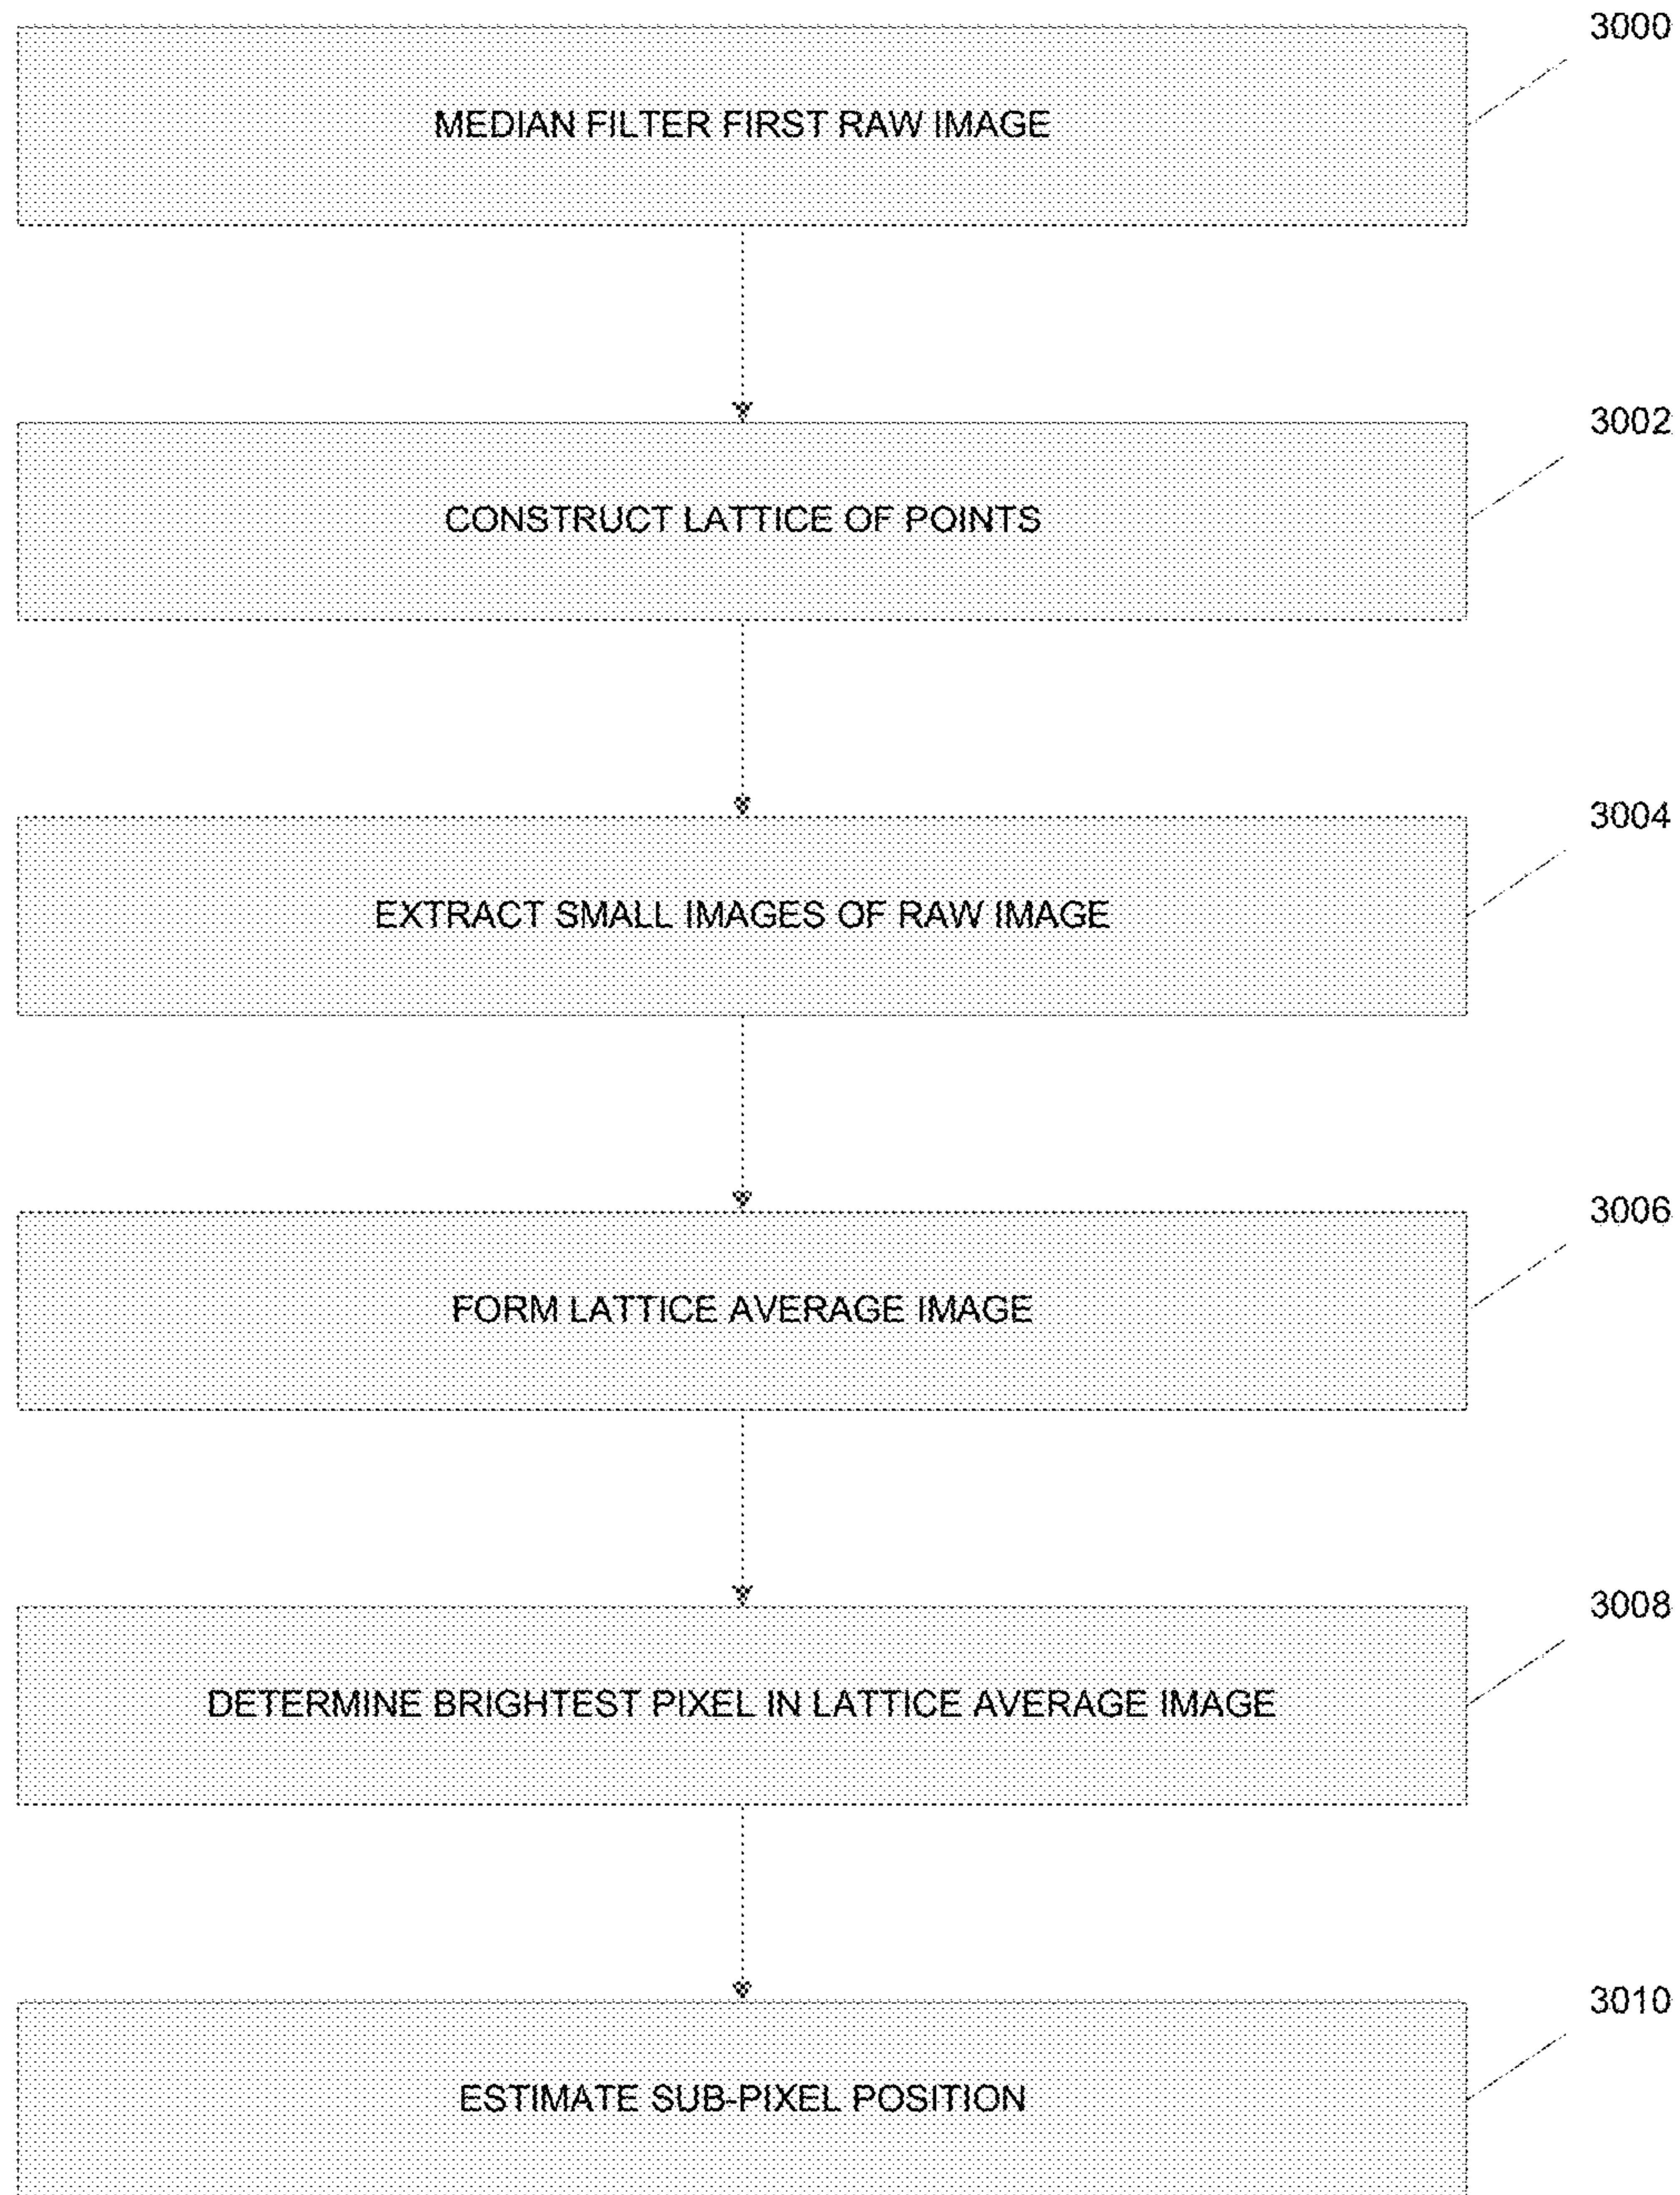 3000
MEDIAN FILTER FIRST RAW IMAGE
3002
CONSTRUCT LATTICE OF POINTS
3004
EXTRACT SMALL IMAGES OF RAW IMAGE
3006
FORM LATTICE AVERAGE IMAGE
3008
DETERMINE BRIGHTEST PIXEL IN LATTICE AVERAGE IMAGE
3010
ESTIMATE SUB-PIXEL POSITION